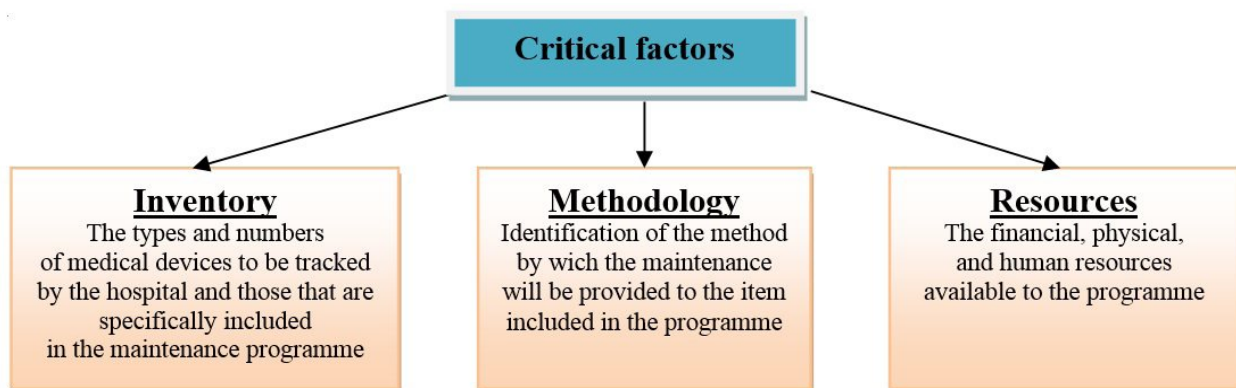 Critical factors
Inventory
The types and numbers
of medical devices to be tracked
by the hospital and those that are
specifically included
in the maintenance programme
Methodology
Identification of the method
by wich the maintenance
will be provided to the item
included in the programme
Resources
The financial, physical,
and human resources
available to the programme